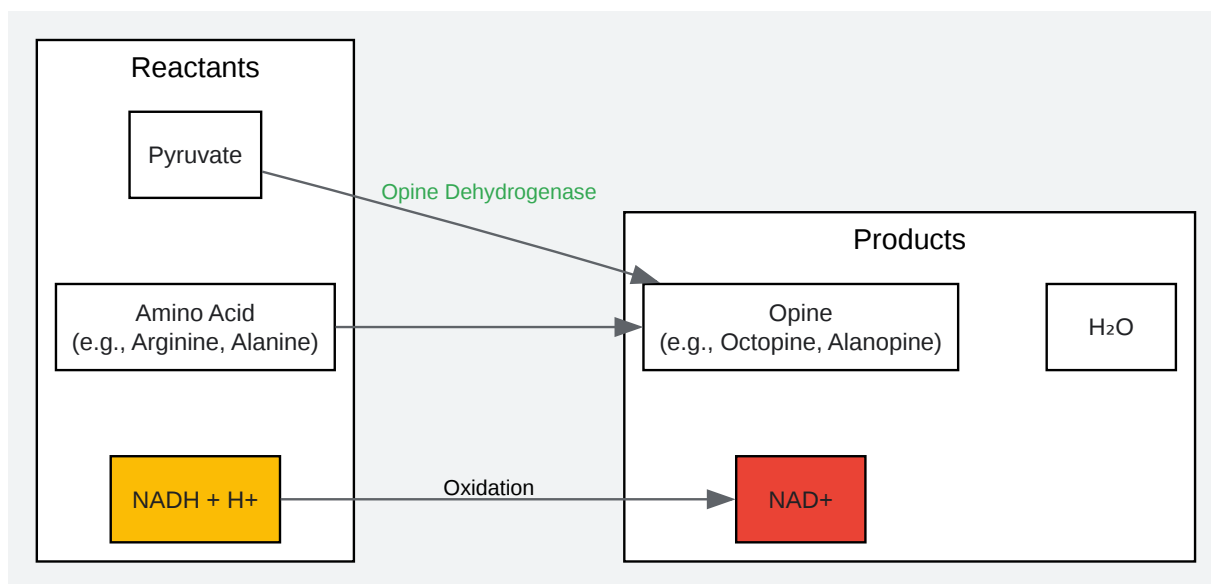 Reactants
Pyruvate
Opine Dehydrogenase
Products
Amino Acid
(e.g., Arginine, Alanine)
Opine
(e.g., Octopine, Alanopine)
H₂O
NADH + H+
Oxidation
NAD+